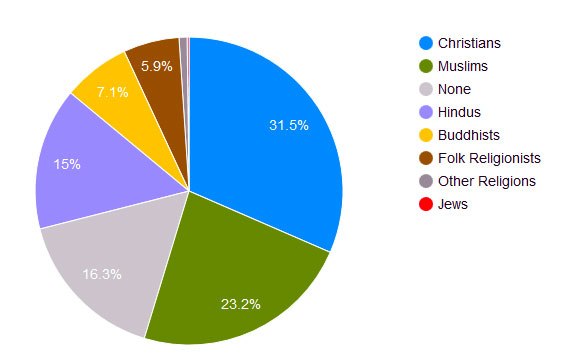 31.5%
23.2%
16.3%
15%
7.1%
5.9%
Christians
Muslims
None
Hindus
Buddhists
Folk Religionists
Other Religions
Jews